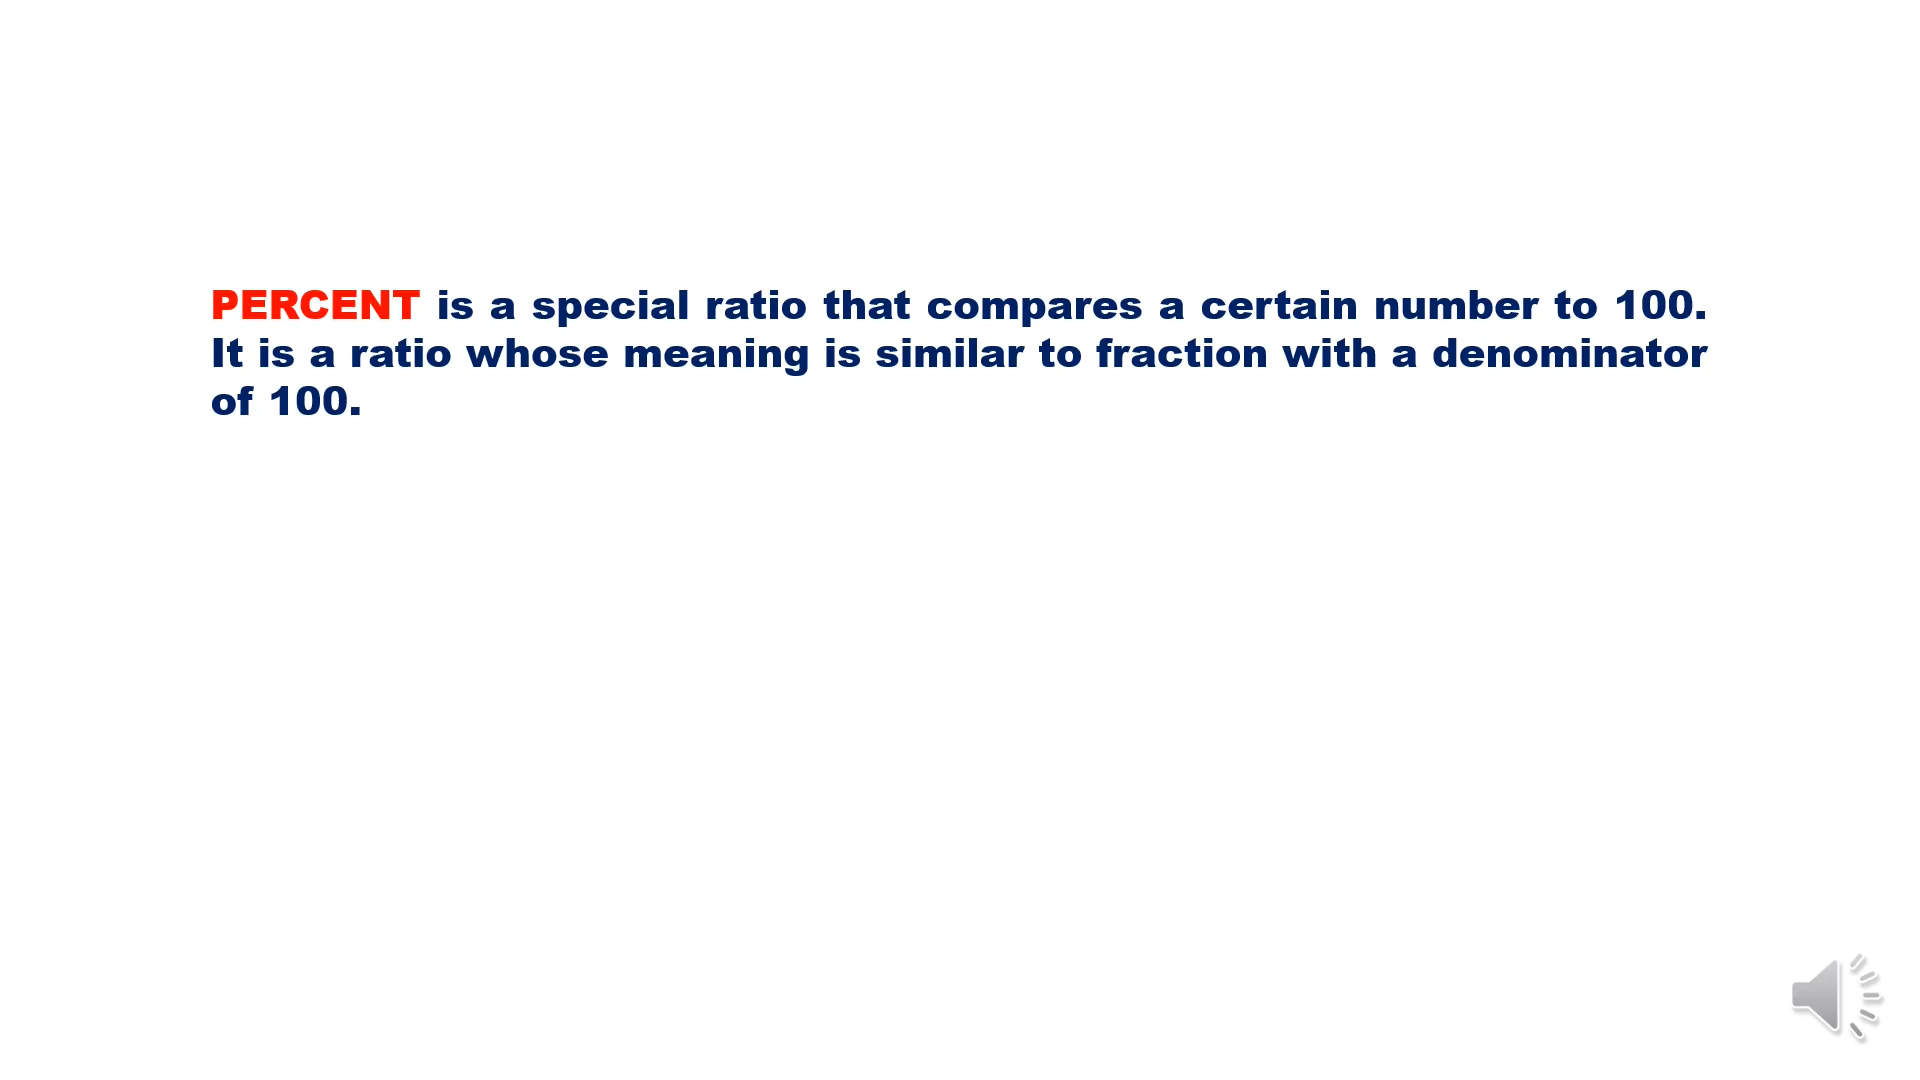 PERCENT is a special ratio that compares a certain number to 100.
It is a ratio whose meaning is similar to fraction with a denominator
of 100.